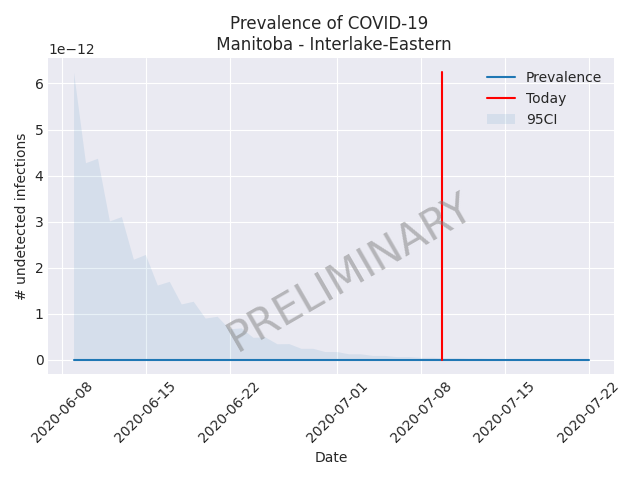 Prevalence of COVID-19
Manitoba - Interlake-Eastern
1e−12
Prevalence
Today
95CI
6
5
4
3
2
1
0
# undetected infections
PRELIMINARY
2020-06-08
2020-06-15
2020-06-22
2020-07-01
2020-07-08
2020-07-15
2020-07-22
Date